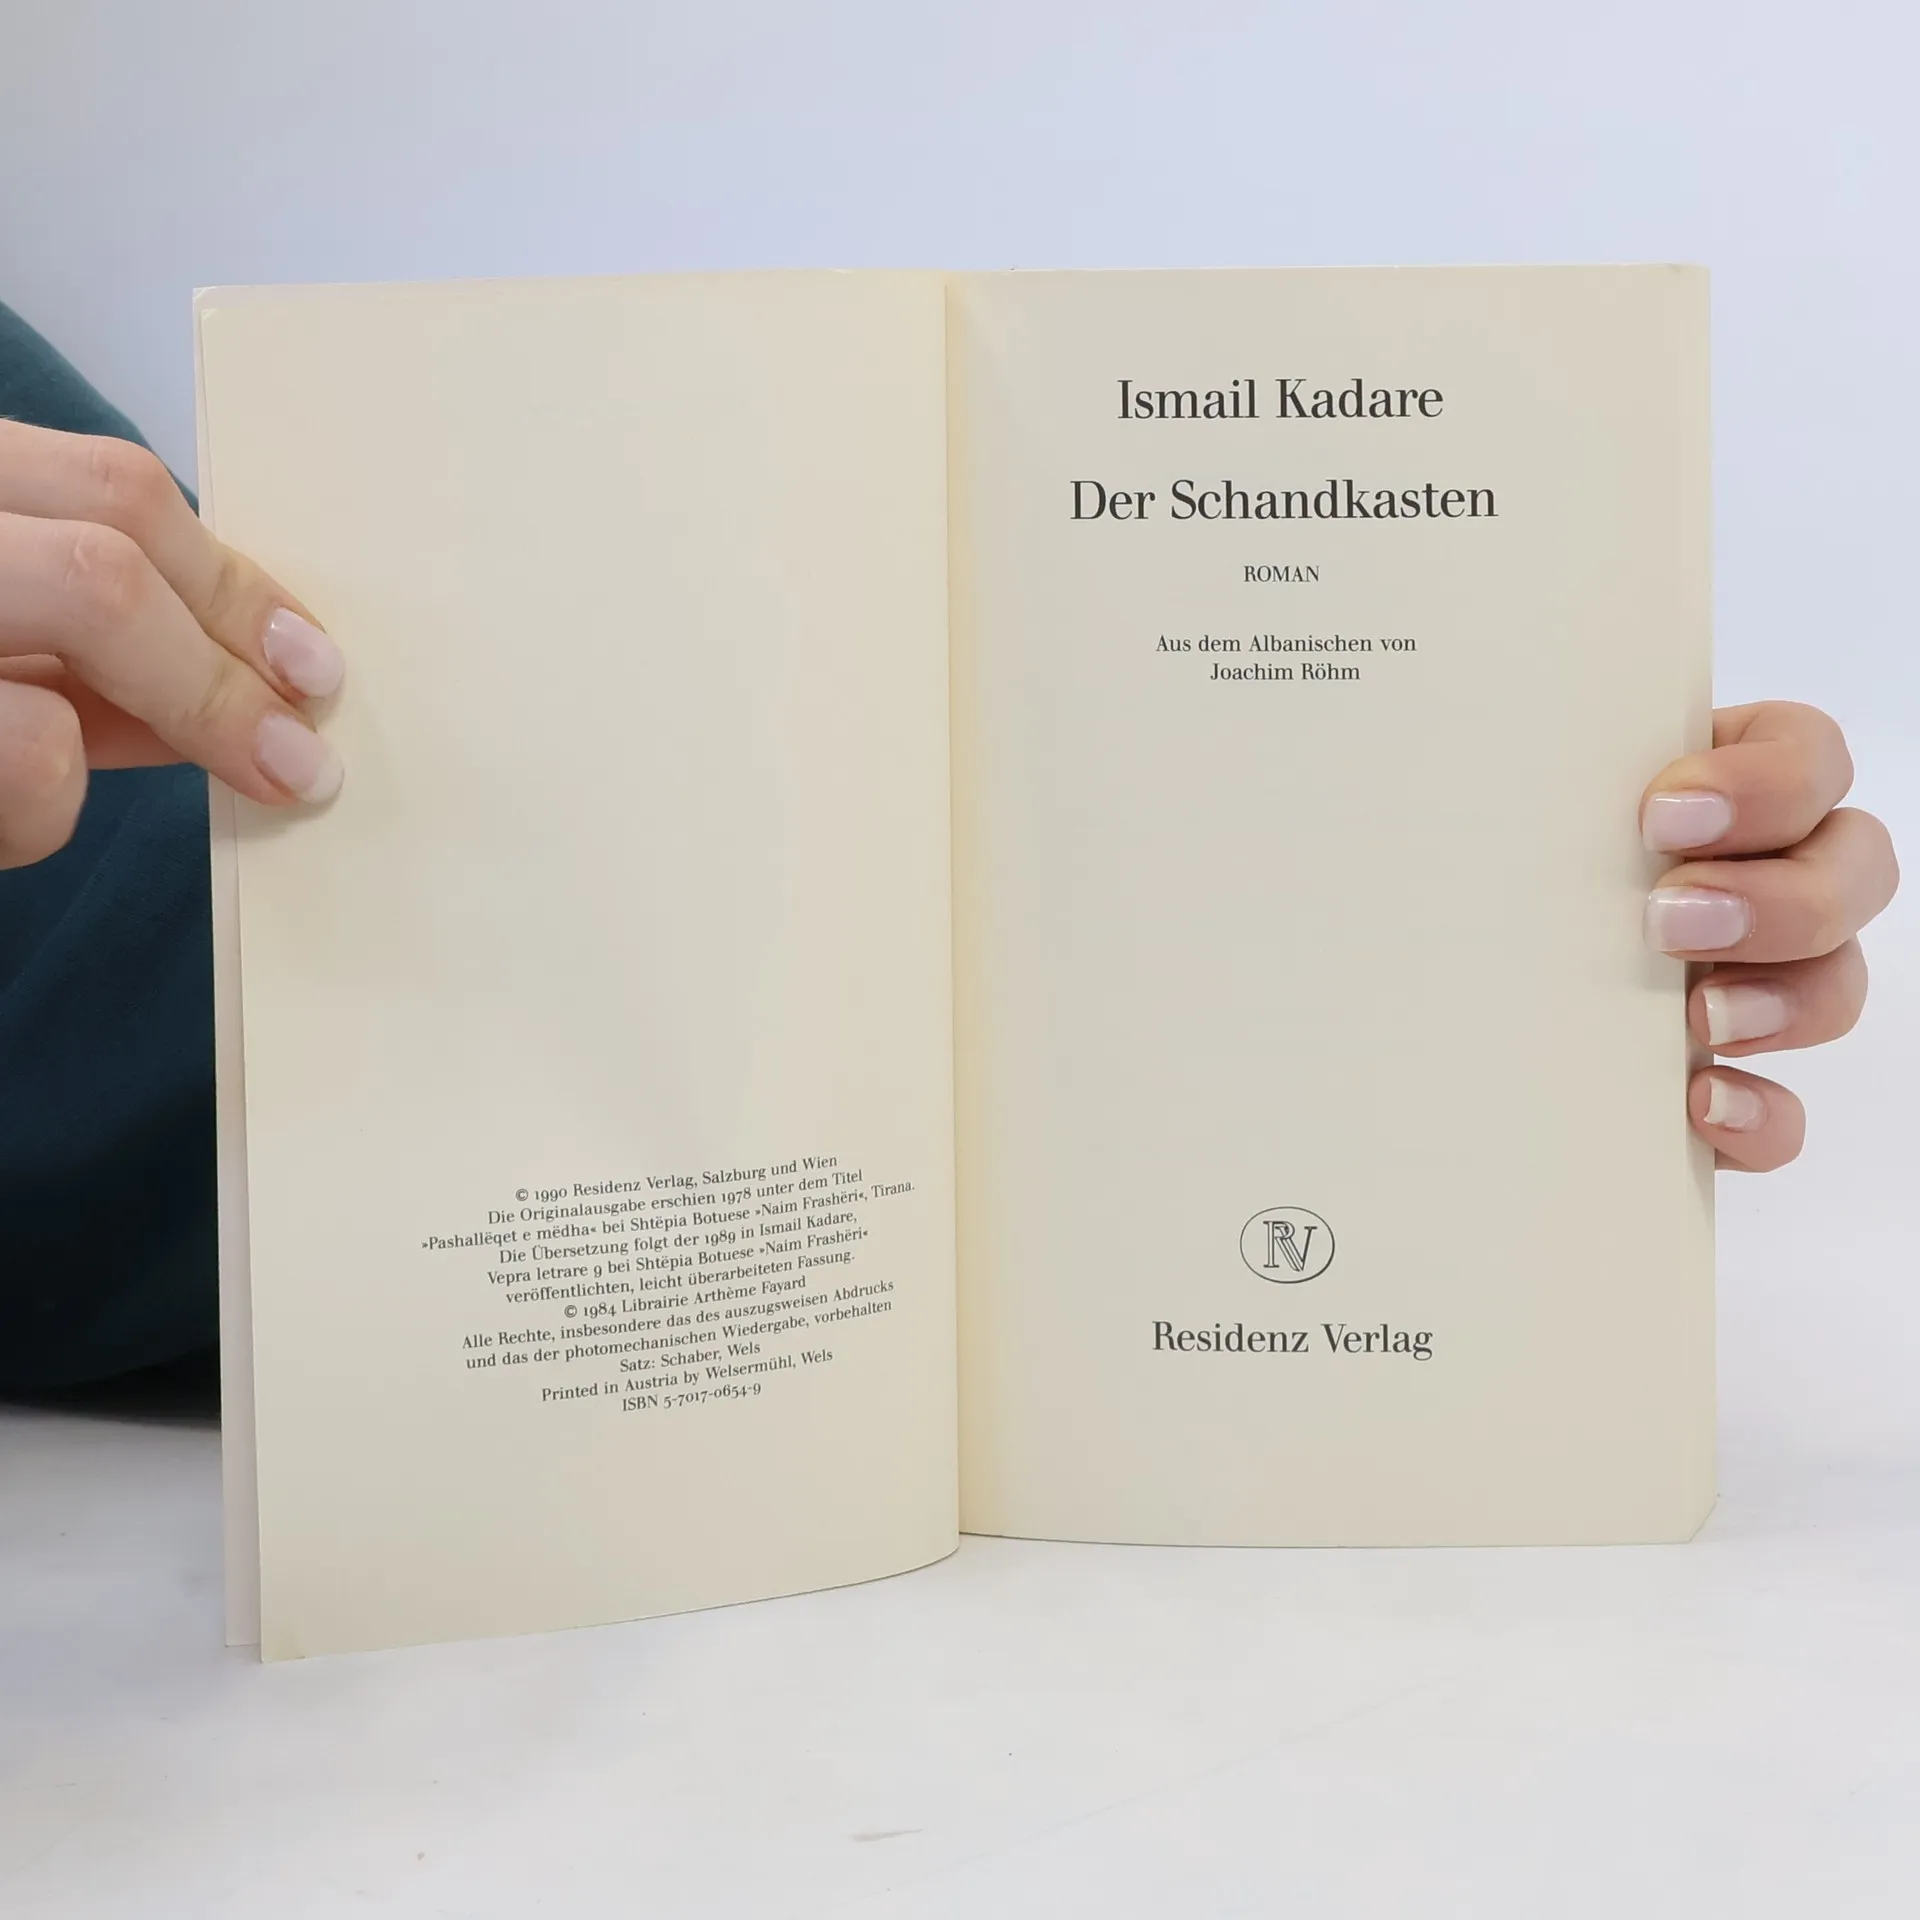 © 1990 Residenz Verlag, Salzburg und Wien
Die Originalausgabe erschien 1978 unter dem Titel
»Pashallëqet e mëdha« bei Shtëpia Botuese »Naim Frashëri«, Tirana.
Die Übersetzung folgt der 1989 in Ismail Kadare,
Vepra letrare 9 bei Shtëpia Botuese »Naim Frashëri«
veröffentlichten, leicht überarbeiteten Fassung.
© 1984 Librairie Arthème Fayard
Alle Rechte, insbesondere das des auszugsweisen Abdrucks
und das der photomechanischen Wiedergabe, vorbehalten
Satz: Schaber, Wels
Printed in Austria by Welsermühl, Wels
ISBN 5-7017-0654-9
Ismail Kadare
Der Schandkasten
ROMAN
Aus dem Albanischen von
Joachim Röhm
RV
Residenz Verlag